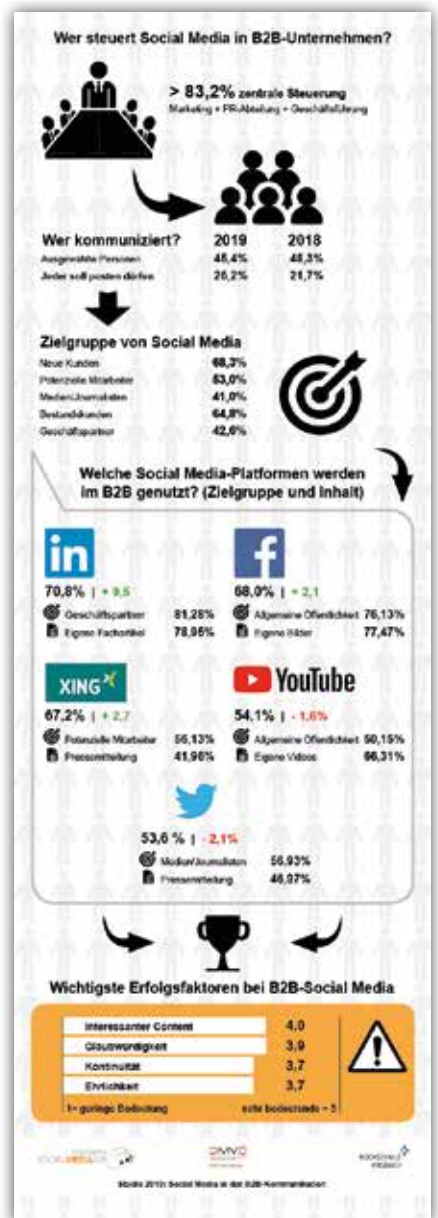 Wer steuert Social Media in B2B-Unternehmen?
> 83,2% zentrale Steuerung
Marketing + PR-Abteilung + Geschäftsführung
Wer kommuniziert? 2019 2018
Ausgewählte Personen 48,4% 48,3%
Jeder soll posten dürfen 26,2% 21,7%
Zielgruppe von Social Media
Neue Kunden 68,3%
Potenzielle Mitarbeiter 53,0%
Medien/Journalisten 41,0%
Bestandskunden 64,8%
Geschäftspartner 42,6%
Welche Social Media-Platformen werden
im B2B genutzt? (Zielgruppe und Inhalt)
in
70,8% | + 9,5
Geschäftspartner 81,28%
Eigene Fachartikel 78,95%
f
68,0% | + 2,1
Allgemeine Öffentlichkeit 76,13%
Eigene Bilder 77,47%
XING
67,2% | + 2,7
Potenzielle Mitarbeiter 56,13%
Pressemitteilung 41,96%
YouTube
54,1% | - 1,6%
Allgemeine Öffentlichkeit 50,15%
Eigene Videos 66,31%
53,6 % | - 2,1%
Medien/Journalisten 56,93%
Pressemitteilung 46,97%
Wichtigste Erfolgsfaktoren bei B2B-Social Media
Interessanter Content 4,0
Glaubwürdigkeit 3,9
Kontinuität 3,7
Ehrlichkeit 3,7
1= geringe Bedeutung sehr bedeutende = 5
Studie 2019: Social Media in der B2B-Kommunikation